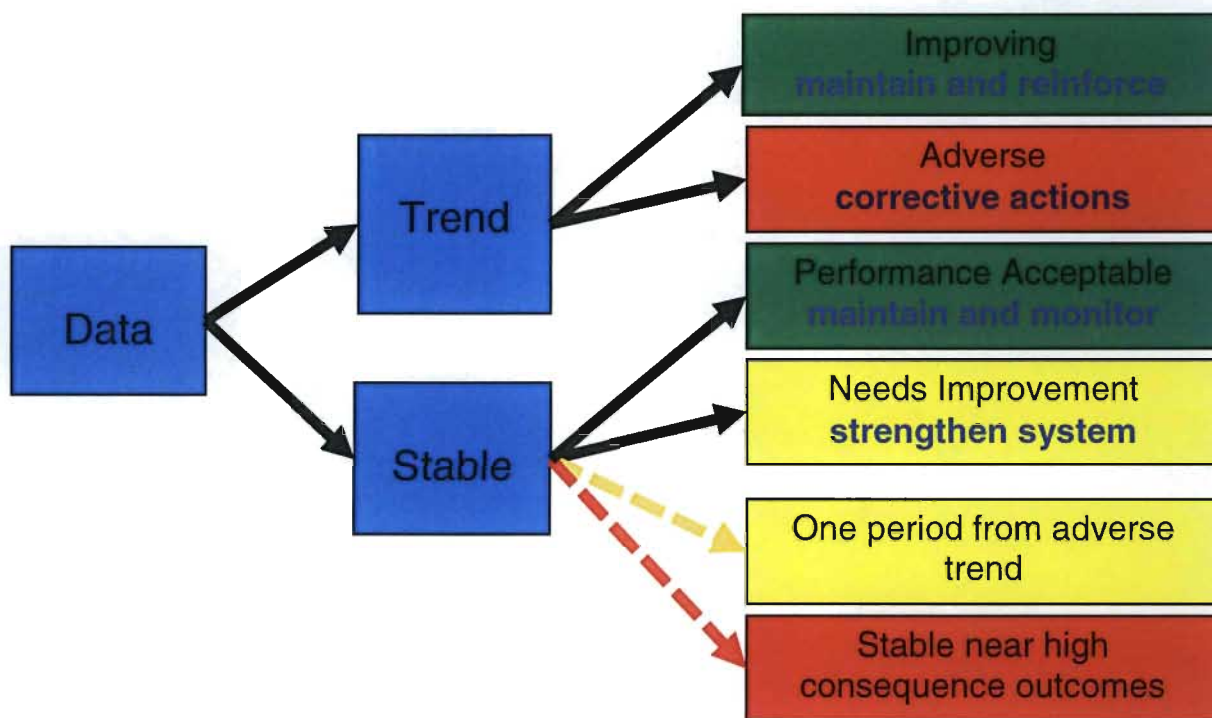 Improving
maintain and reinforce
Adverse
corrective actions
Trend
Performance Acceptable
maintain and monitor
Data
Needs Improvement
strengthen system
Stable
One period from adverse
trend
Stable near high
consequence outcomes